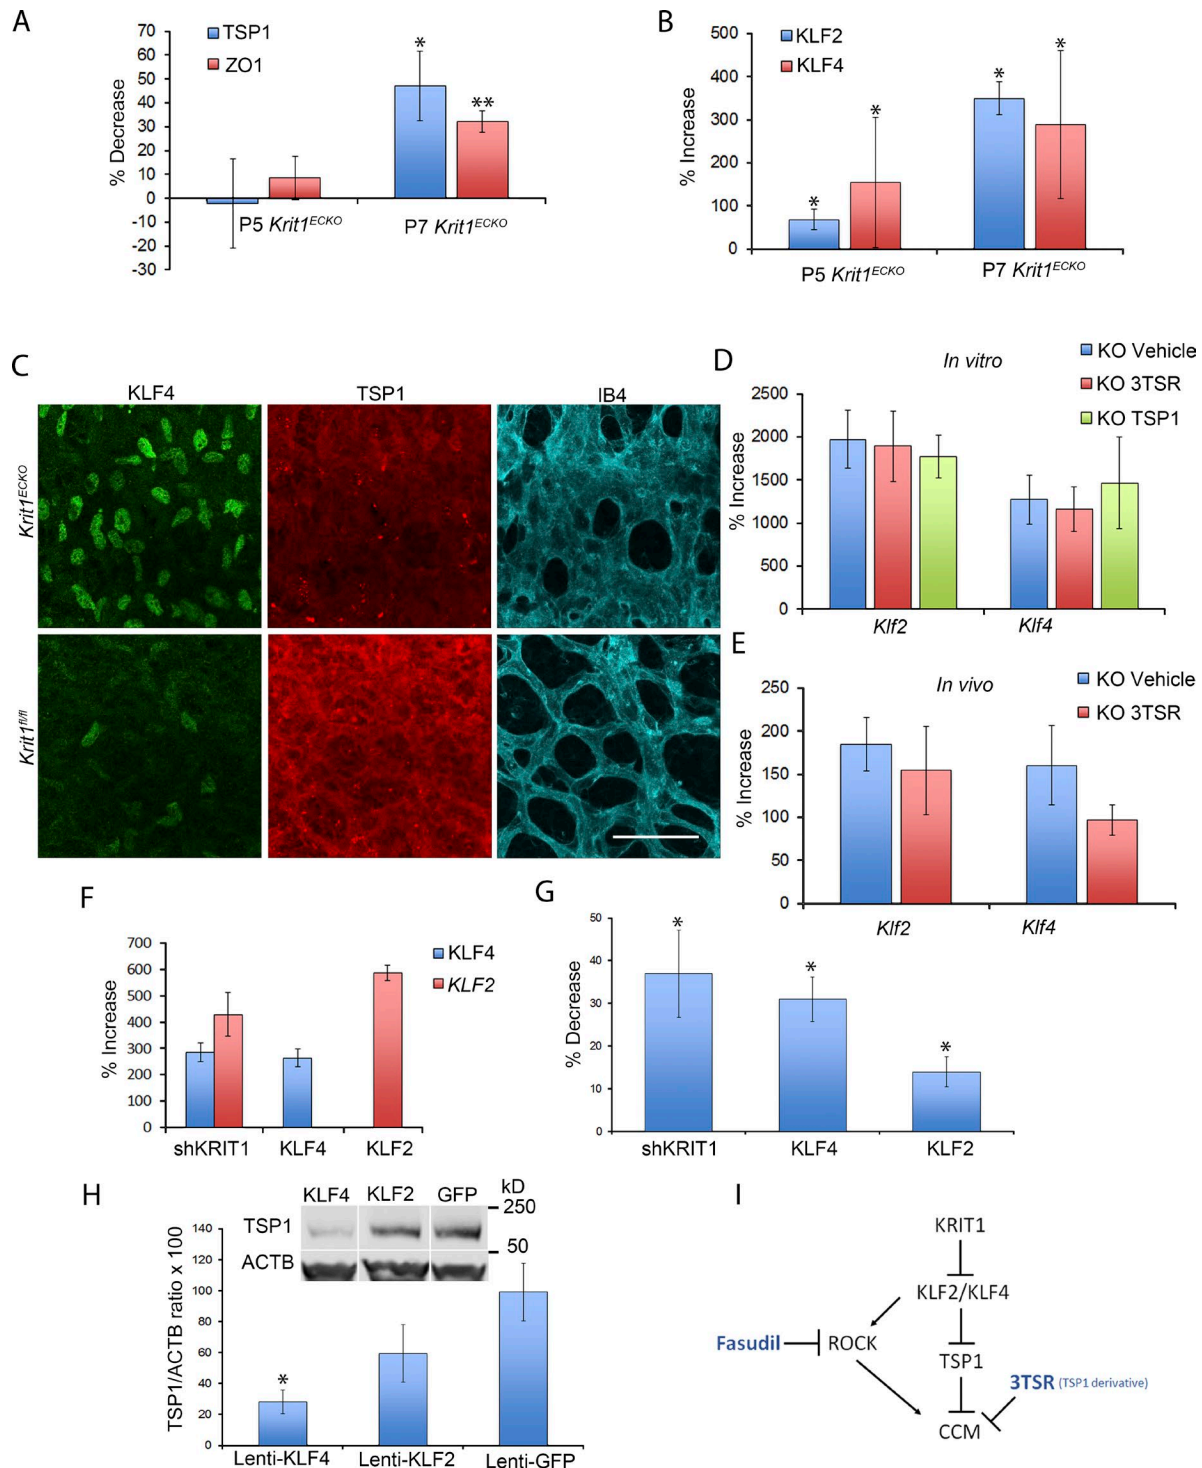 A
TSP1
ZO1
% Decrease
70
60
50
40
30
20
10
0
-10
-20
-30
*
**
P5 Krit1ECKO
P7 Krit1ECKO
B
KLF2
KLF4
% Increase
500
400
300
200
100
0
*
*
*
*
P5 Krit1ECKO
P7 Krit1ECKO
C
KLF4
TSP1
IB4
Krit1ECKO
Krit1fl/fl
D
In vitro
KO Vehicle
KO 3TSR
KO TSP1
% Increase
2500
2000
1500
1000
500
0
Klf2
Klf4
E
In vivo
KO Vehicle
KO 3TSR
% Increase
250
200
150
100
50
0
Klf2
Klf4
F
KLF4
KLF2
% Increase
700
600
500
400
300
200
100
0
shKRIT1
KLF4
KLF2
G
% Decrease
50
40
30
20
10
0
*
*
*
shKRIT1
KLF4
KLF2
H
KLF4
KLF2
GFP
kD
250
TSP1
50
ACTB
TSP1/ACTB ratio x 100
140
120
100
80
60
40
20
0
*
Lenti-KLF4
Lenti-KLF2
Lenti-GFP
I
KRIT1
KLF2/KLF4
Fasudil
ROCK
TSP1
3TSR (TSP1 derivative)
CCM